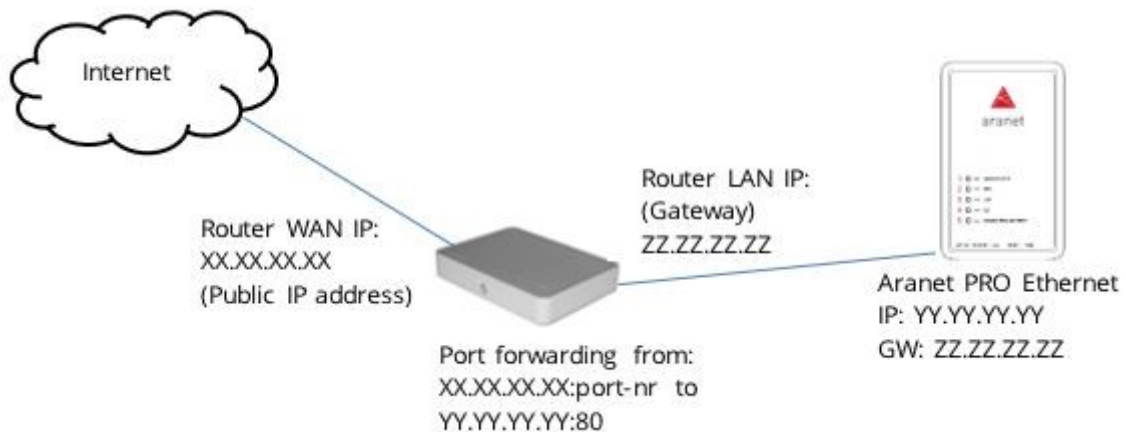 Internet
aranet
Router WAN IP:
XX.XX.XX.XX
(Public IP address)
Router LAN IP:
(Gateway)
ZZ.ZZ.ZZ.ZZ
Port forwarding from:
XX.XX.XX.XX:port-nr to
YY.YY.YY.YY:80
Aranet PRO Ethernet
IP: YY.YY.YY.YY
GW: ZZ.ZZ.ZZ.ZZ